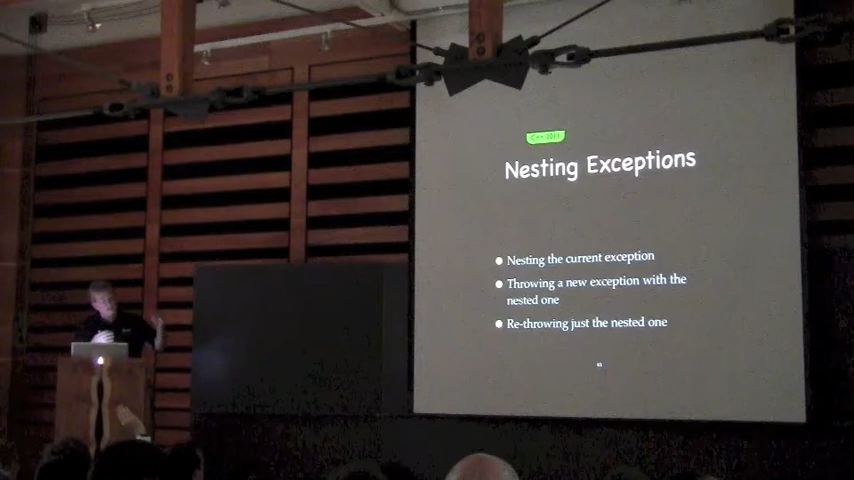 C++ 2011
Nesting Exceptions
Nesting the current exception
Throwing a new exception with the
nested one
Re-throwing just the nested one